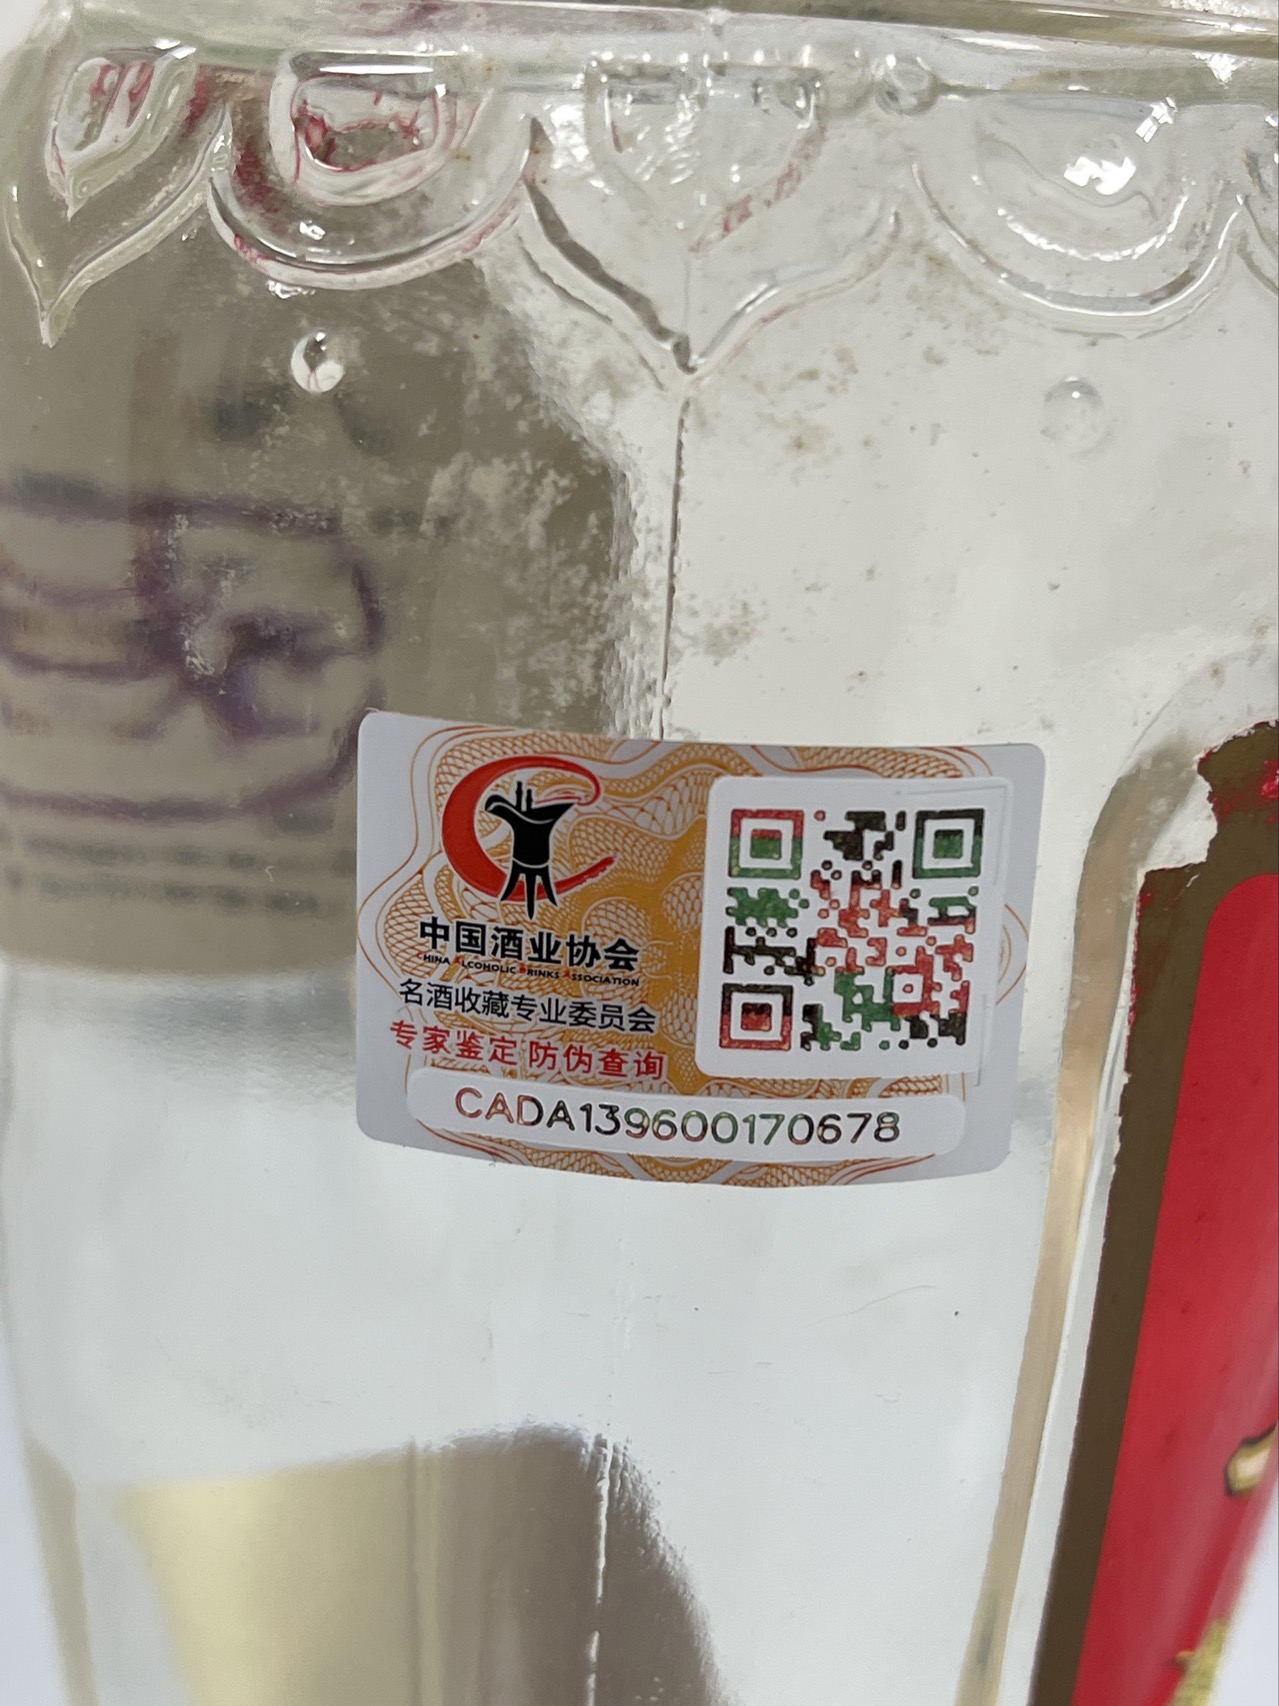 中国酒业协会
CHINA ALCOHOLIC DRINKS ASSOCIATION
名酒收藏专业委员会
专家鉴定 防伪查询
CADA139600170678